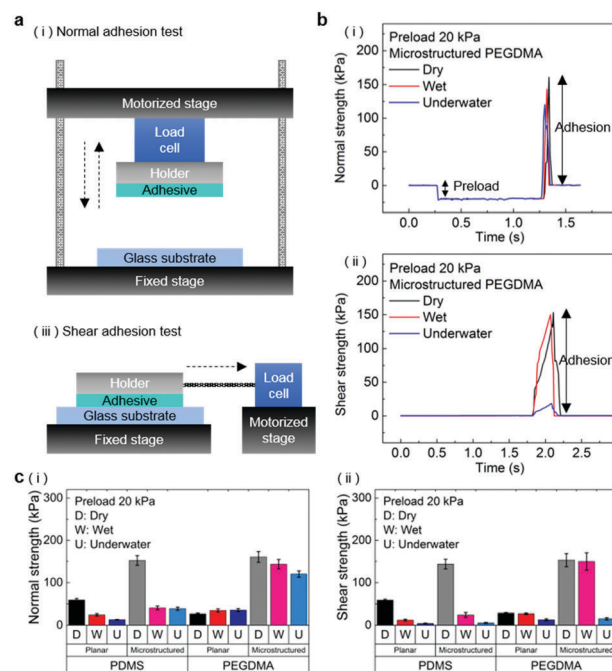 a
( i ) Normal adhesion test
Motorized stage
Load
cell
Holder
Adhesive
Glass substrate
Fixed stage
(iii) Shear adhesion test
Holder
Adhesive
Glass substrate
Fixed stage
Load
cell
Motorized
stage
b
( i )
Normal strength (kPa)
200
150
100
50
0
-50
Preload 20 kPa
Microstructured PEGDMA
Dry
Wet
Underwater
Preload
Adhesion
0.0 0.5 1.0 1.5
Time (s)
(ii)
Shear strength (kPa)
200
150
100
50
0
Preload 20 kPa
Microstructured PEGDMA
Dry
Wet
Underwater
Adhesion
0.0 0.5 1.0 1.5 2.0 2.5
Time (s)
c
( i )
Normal strength (kPa)
300
200
100
0
Preload 20 kPa
D: Dry
W: Wet
U: Underwater
D W U D W U D W U D W U
Planar Microstructured Planar Microstructured
PDMS PEGDMA
(ii)
Shear strength (kPa)
300
200
100
0
Preload 20 kPa
D: Dry
W: Wet
U: Underwater
D W U D W U D W U D W U
Planar Microstructured Planar Microstructured
PDMS PEGDMA